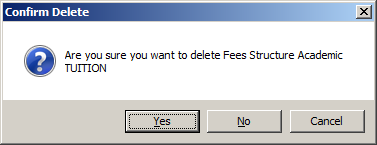 Confirm Delete
Are you sure you want to delete Fees Structure Academic
TUITION
Yes
No
Cancel